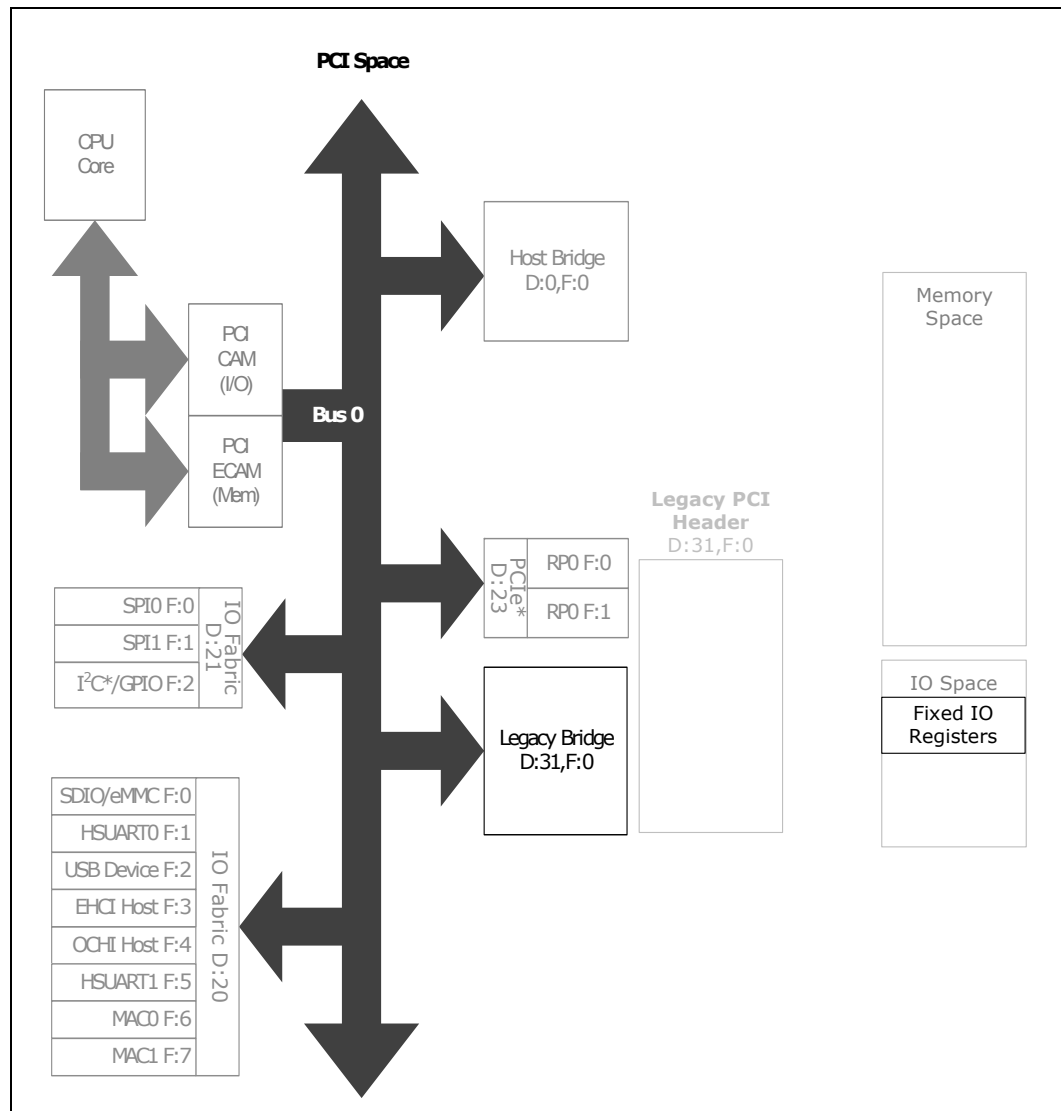 PCI Space
CPU
Core
Host Bridge
D:0,F:0
Memory
Space
PCI
CAM
(I/O)
Bus 0
PCI
ECAM
(Mem)
Legacy PCI
Header
D:31,F:0
PCIe*
D:23
RP0 F:0
RP0 F:1
SPI0 F:0
SPI1 F:1
I²C*/GPIO F:2
IO Fabric
D:21
Legacy Bridge
D:31,F:0
IO Space
Fixed IO
Registers
SDIO/eMMC F:0
HSUART0 F:1
USB Device F:2
EHCI Host F:3
OCHI Host F:4
HSUART1 F:5
MAC0 F:6
MAC1 F:7
IO Fabric D:20